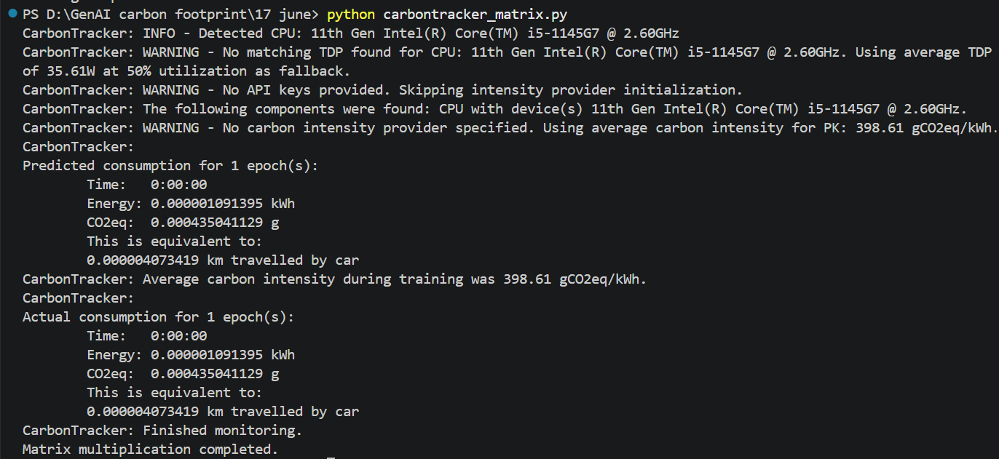 PS D:\GenAI carbon footprint\17 june> python carbontracker_matrix.py
CarbonTracker: INFO - Detected CPU: 11th Gen Intel(R) Core(TM) i5-1145G7 @ 2.60GHz
CarbonTracker: WARNING - No matching TDP found for CPU: 11th Gen Intel(R) Core(TM) i5-1145G7 @ 2.60GHz. Using average TDP
of 35.61W at 50% utilization as fallback.
CarbonTracker: WARNING - No API keys provided. Skipping intensity provider initialization.
CarbonTracker: The following components were found: CPU with device(s) 11th Gen Intel(R) Core(TM) i5-1145G7 @ 2.60GHz.
CarbonTracker: WARNING - No carbon intensity provider specified. Using average carbon intensity for PK: 398.61 gCO2eq/kWh.
CarbonTracker:
Predicted consumption for 1 epoch(s):
        Time:   0:00:00
        Energy: 0.000001091395 kWh
        CO2eq:  0.000435041129 g
        This is equivalent to:
        0.000004073419 km travelled by car
CarbonTracker: Average carbon intensity during training was 398.61 gCO2eq/kWh.
CarbonTracker:
Actual consumption for 1 epoch(s):
        Time:   0:00:00
        Energy: 0.000001091395 kWh
        CO2eq:  0.000435041129 g
        This is equivalent to:
        0.000004073419 km travelled by car
CarbonTracker: Finished monitoring.
Matrix multiplication completed.